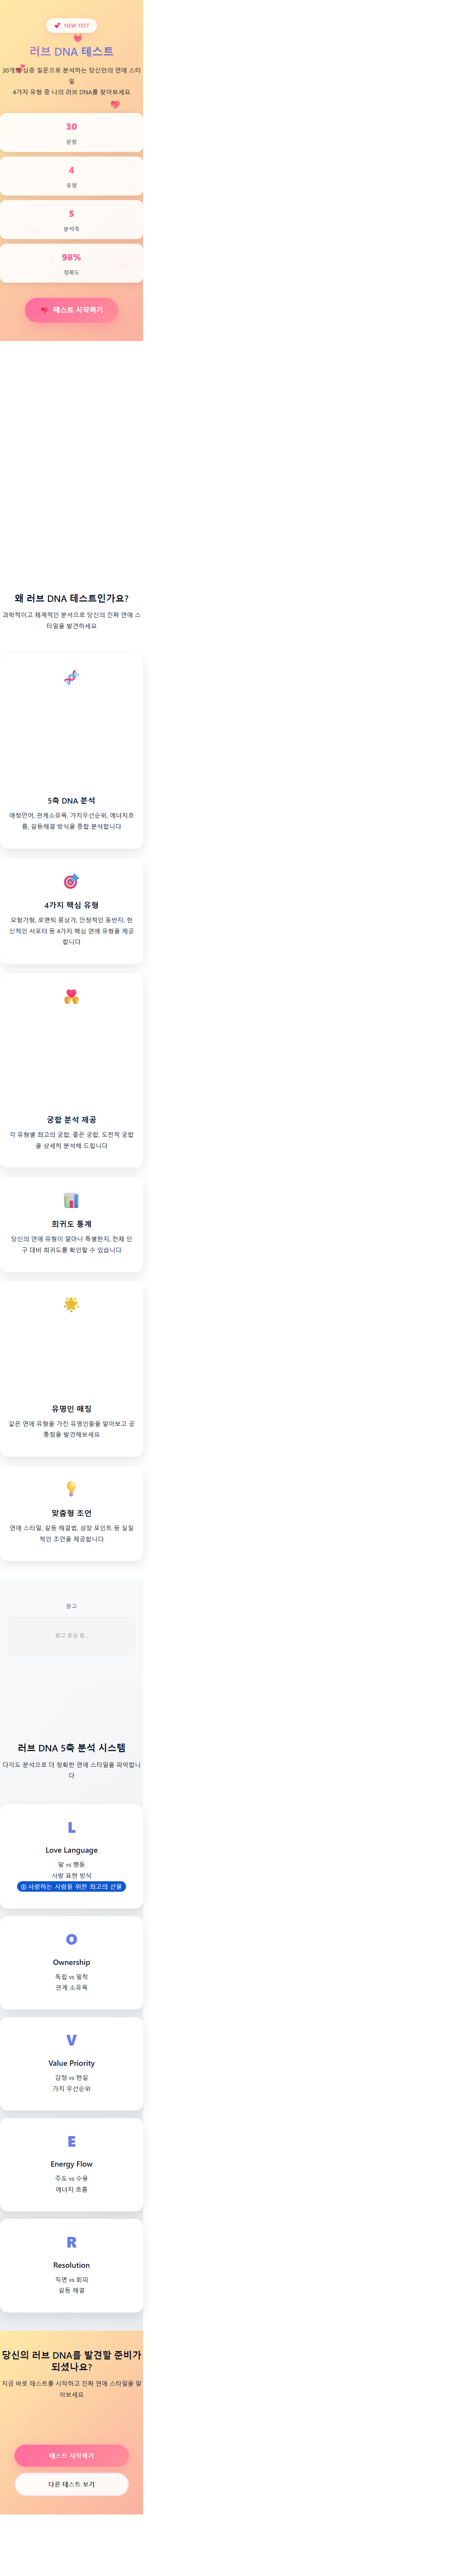 NEW TEST
러브 DNA 테스트
30개의 심층 질문으로 분석하는 당신만의 연애 스타
일
4가지 유형 중 나의 러브 DNA를 찾아보세요
30
문항
4
유형
5
분석축
98%
정확도
테스트 시작하기
왜 러브 DNA 테스트인가요?
과학적이고 체계적인 분석으로 당신의 진짜 연애 스
타일을 발견하세요
5축 DNA 분석
애정언어, 관계소유욕, 가치우선순위, 에너지흐
름, 갈등해결 방식을 종합 분석합니다
4가지 핵심 유형
모험가형, 로맨틱 몽상가, 안정적인 동반자, 헌
신적인 서포터 등 4가지 핵심 연애 유형을 제공
합니다
궁합 분석 제공
각 유형별 최고의 궁합, 좋은 궁합, 도전적 궁합
을 상세히 분석해 드립니다
희귀도 통계
당신의 연애 유형이 얼마나 특별한지, 전체 인
구 대비 희귀도를 확인할 수 있습니다
유명인 매칭
같은 연애 유형을 가진 유명인들을 알아보고 공
통점을 발견해보세요
맞춤형 조언
연애 스타일, 갈등 해결법, 성장 포인트 등 실질
적인 조언을 제공합니다
광고
광고 로딩 중...
러브 DNA 5축 분석 시스템
다각도 분석으로 더 정확한 연애 스타일을 파악합니
다
L
Love Language
말 vs 행동
사랑 표현 방식
사랑하는 사람을 위한 최고의 선물
O
Ownership
독립 vs 밀착
관계 소유욕
V
Value Priority
감정 vs 현실
가치 우선순위
E
Energy Flow
주도 vs 수용
에너지 흐름
R
Resolution
직면 vs 회피
갈등 해결
당신의 러브 DNA를 발견할 준비가
되셨나요?
지금 바로 테스트를 시작하고 진짜 연애 스타일을 알
아보세요
테스트 시작하기
다른 테스트 보기